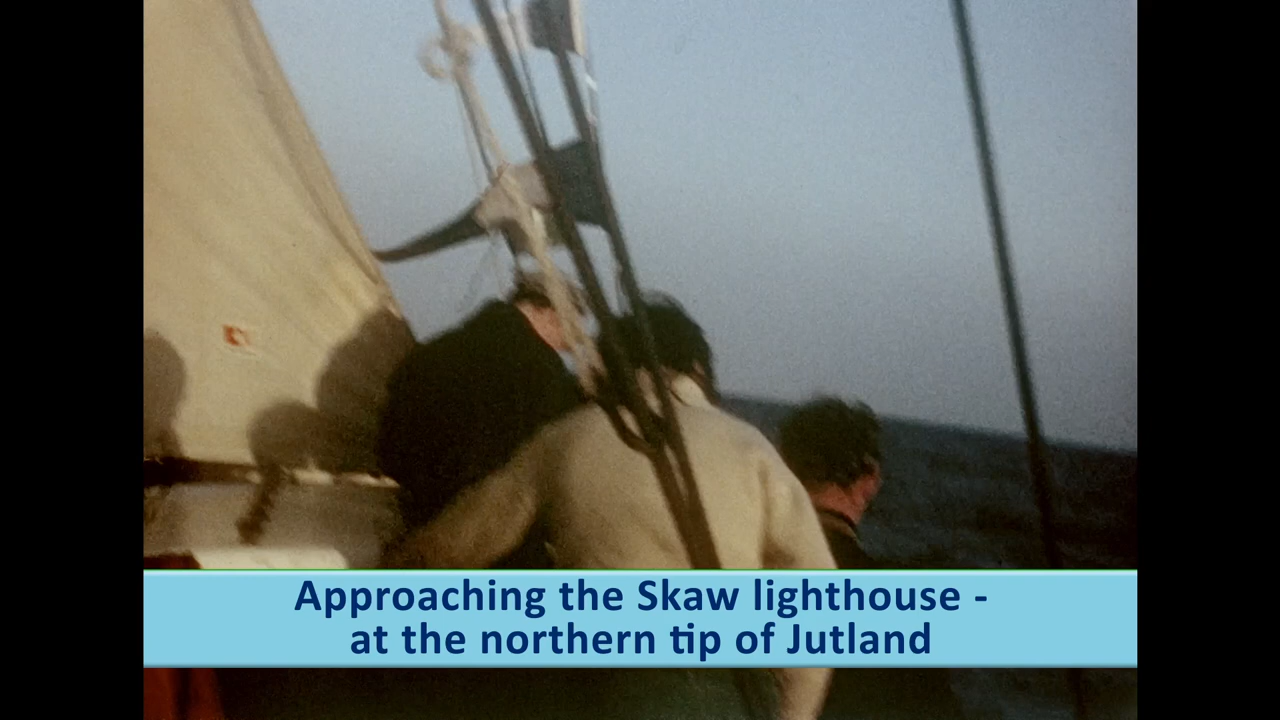 Approaching the Skaw lighthouse -
at the northern tip of Jutland